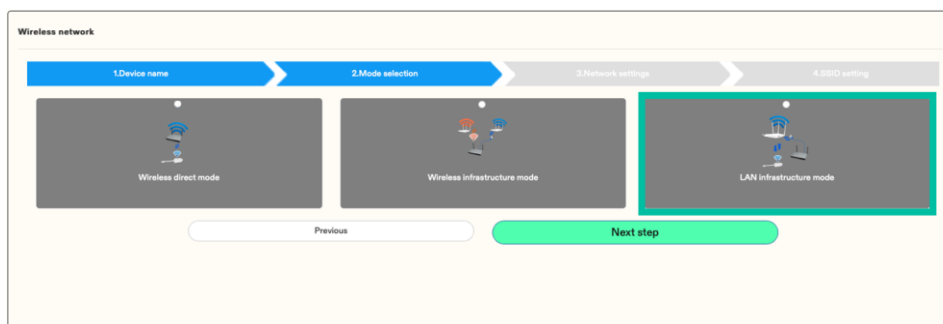 Wireless network
1.Device name
2.Mode selection
3.Network settings
4.SSID setting
Wireless direct mode
Wireless infrastructure mode
LAN infrastructure mode
Previous
Next step